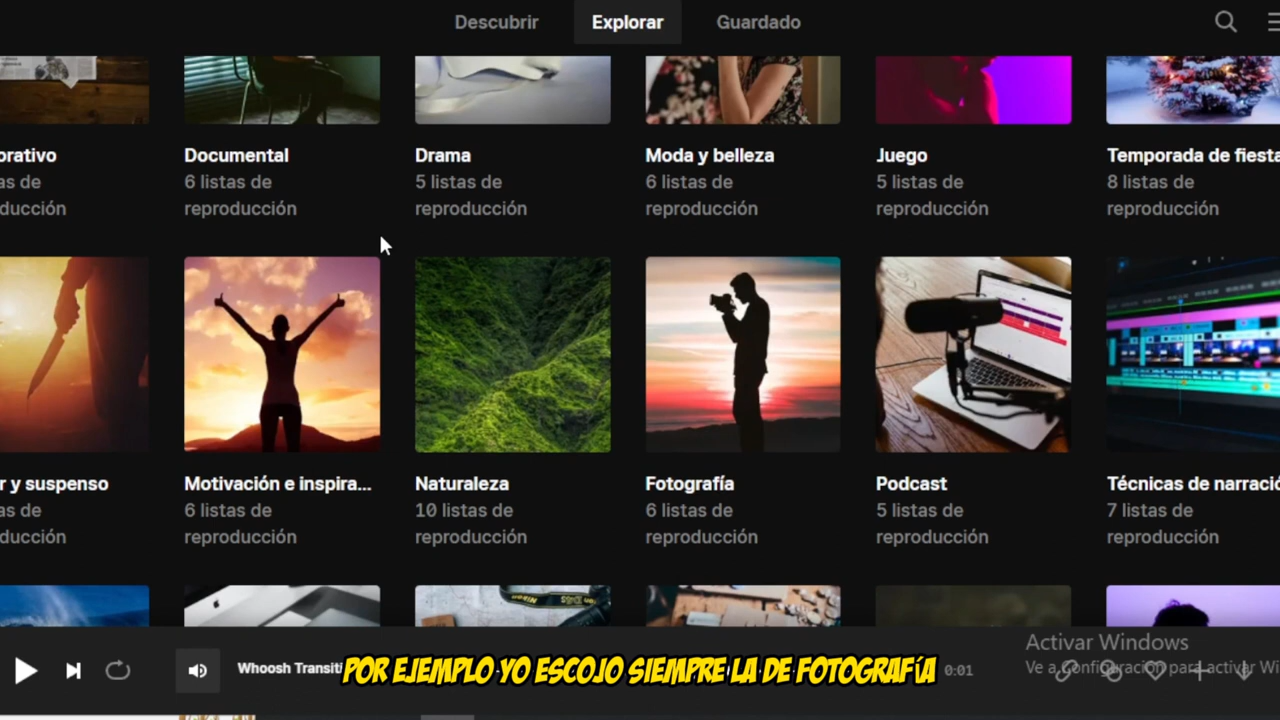 Descubrir Explorar Guardado
orativo Documental Drama Moda y belleza Juego Temporada de fiesta
as de 6 listas de 5 listas de 6 listas de 5 listas de 8 listas de
ducción reproducción reproducción reproducción reproducción reproducción
r y suspenso Motivación e inspira... Naturaleza Fotografía Podcast Técnicas de narració
as de 6 listas de 10 listas de 6 listas de 5 listas de 7 listas de
ducción reproducción reproducción reproducción reproducción reproducción
Nikon
Activar Windows
Whoosh Transiti POR EJEMPLO YO ESCOJO SIEMPRE LA DE FOTOGRAFÍA 0:01 Ve a Configuración para activar Wi